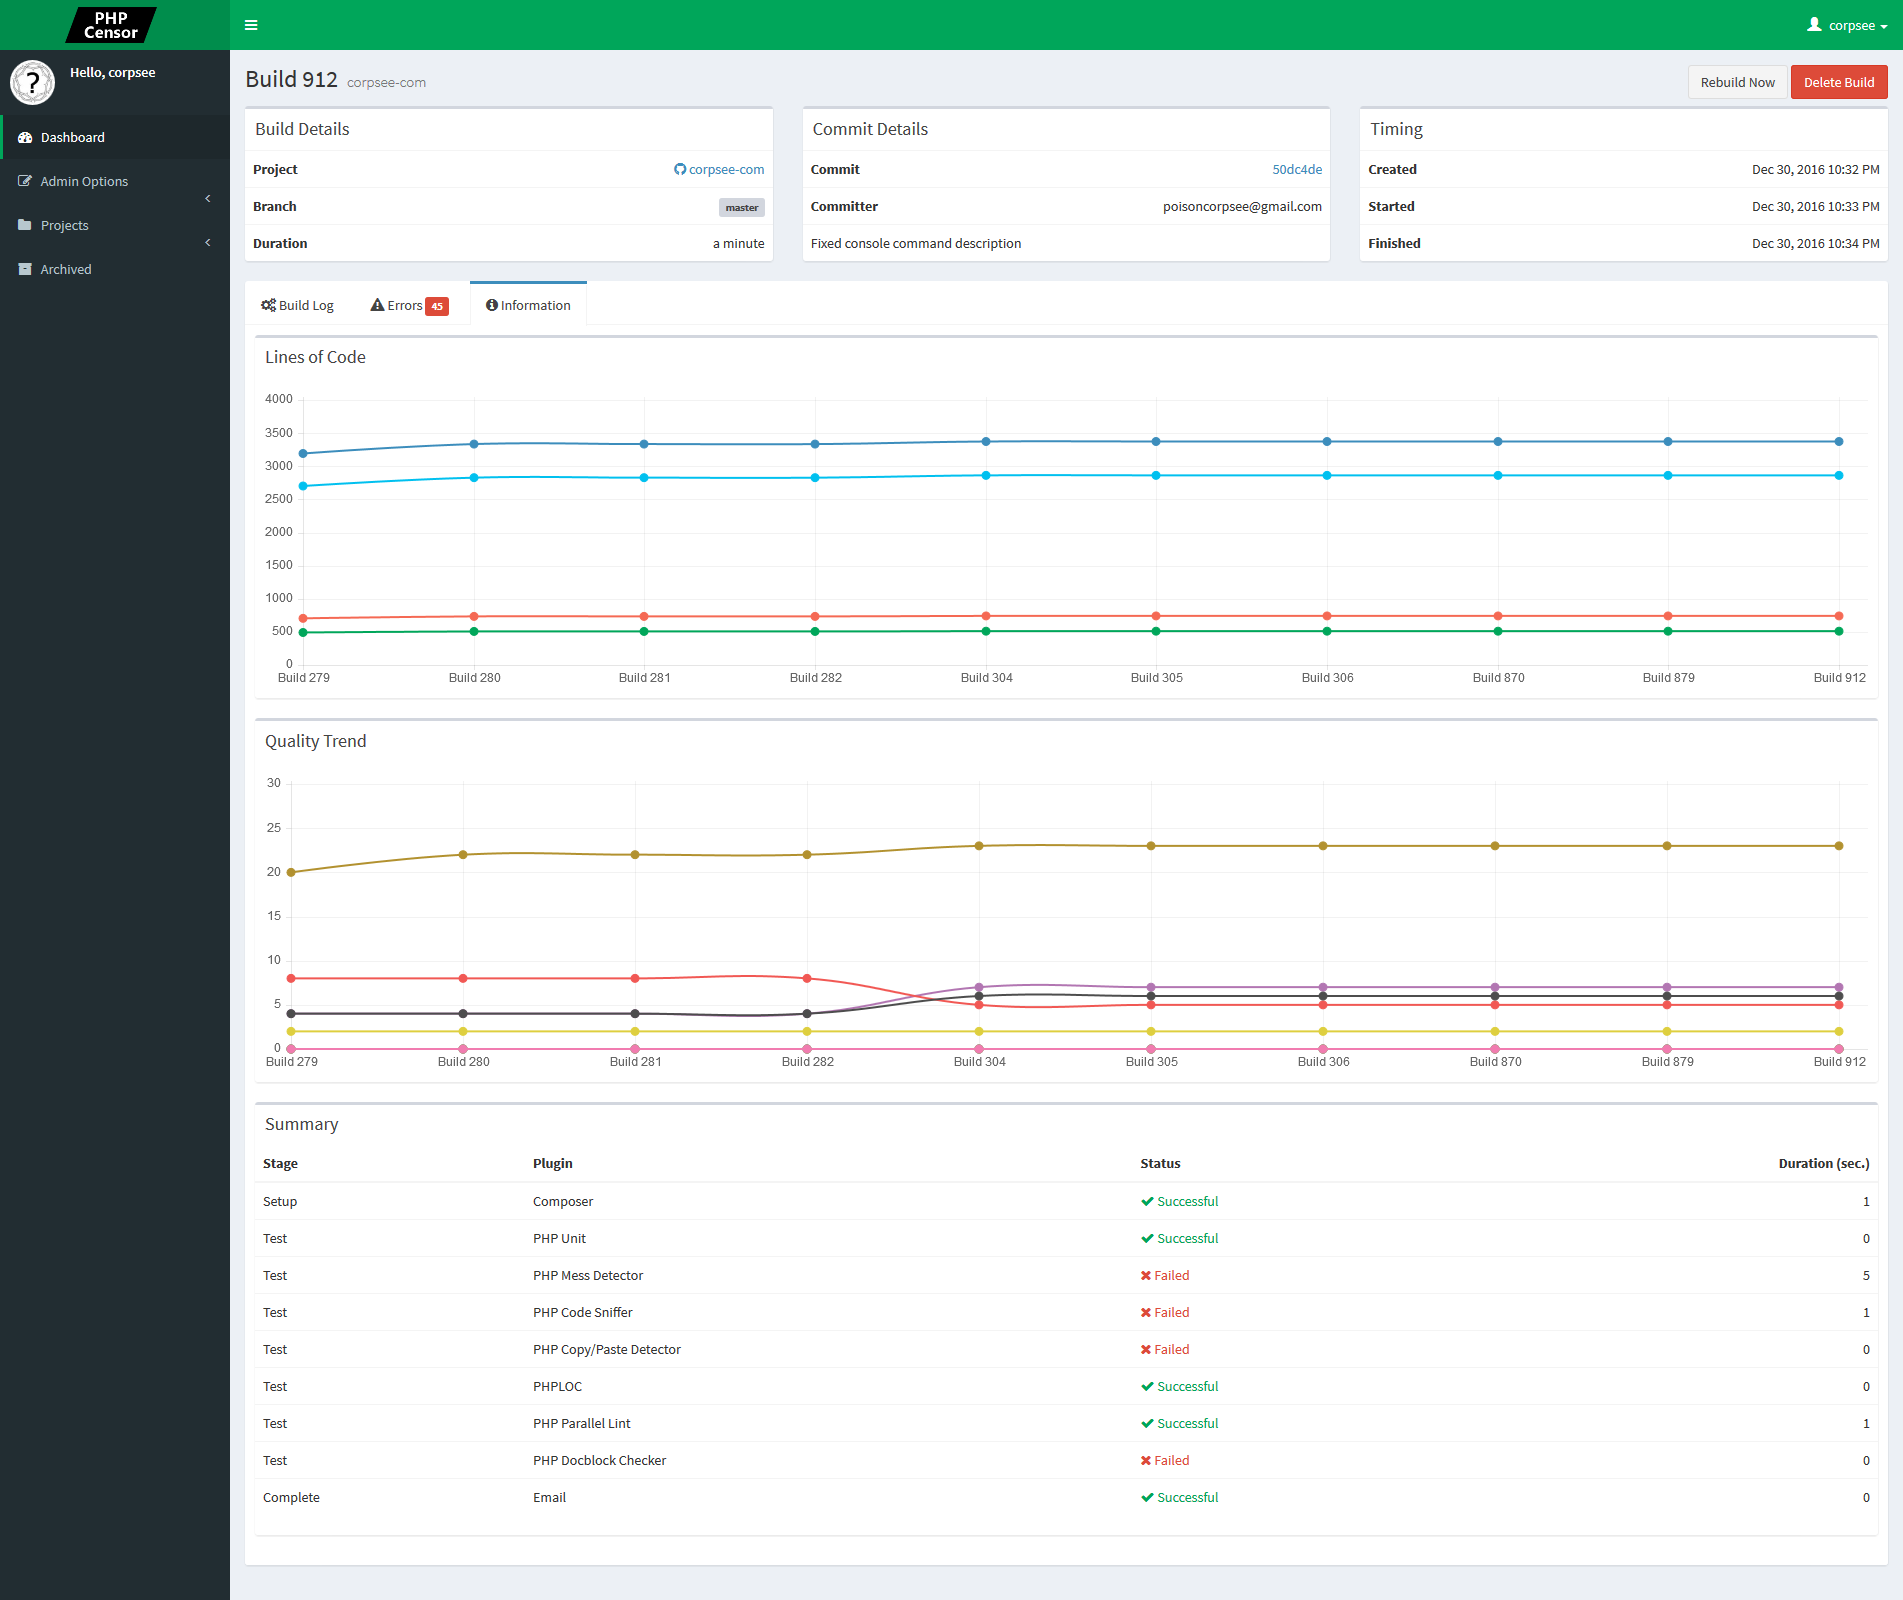 PHP
Censor
corpsee
?
Hello, corpsee
Dashboard
Admin Options
Projects
Archived
Build 912 corpsee-com
Rebuild Now
Delete Build
Build Details
Project corpsee-com
Branch master
Duration a minute
Commit Details
Commit 50dc4de
Committer poisoncorpsee@gmail.com
Fixed console command description
Timing
Created Dec 30, 2016 10:32 PM
Started Dec 30, 2016 10:33 PM
Finished Dec 30, 2016 10:34 PM
Build Log Errors 45 Information
Lines of Code
4000
3500
3000
2500
2000
1500
1000
500
0
Build 279 Build 280 Build 281 Build 282 Build 304 Build 305 Build 306 Build 870 Build 879 Build 912
Quality Trend
30
25
20
15
10
5
0
Build 279 Build 280 Build 281 Build 282 Build 304 Build 305 Build 306 Build 870 Build 879 Build 912
Summary
Stage Plugin Status Duration (sec.)
Setup Composer Successful 1
Test PHP Unit Successful 0
Test PHP Mess Detector Failed 5
Test PHP Code Sniffer Failed 1
Test PHP Copy/Paste Detector Failed 0
Test PHPLOC Successful 0
Test PHP Parallel Lint Successful 1
Test PHP Docblock Checker Failed 0
Complete Email Successful 0